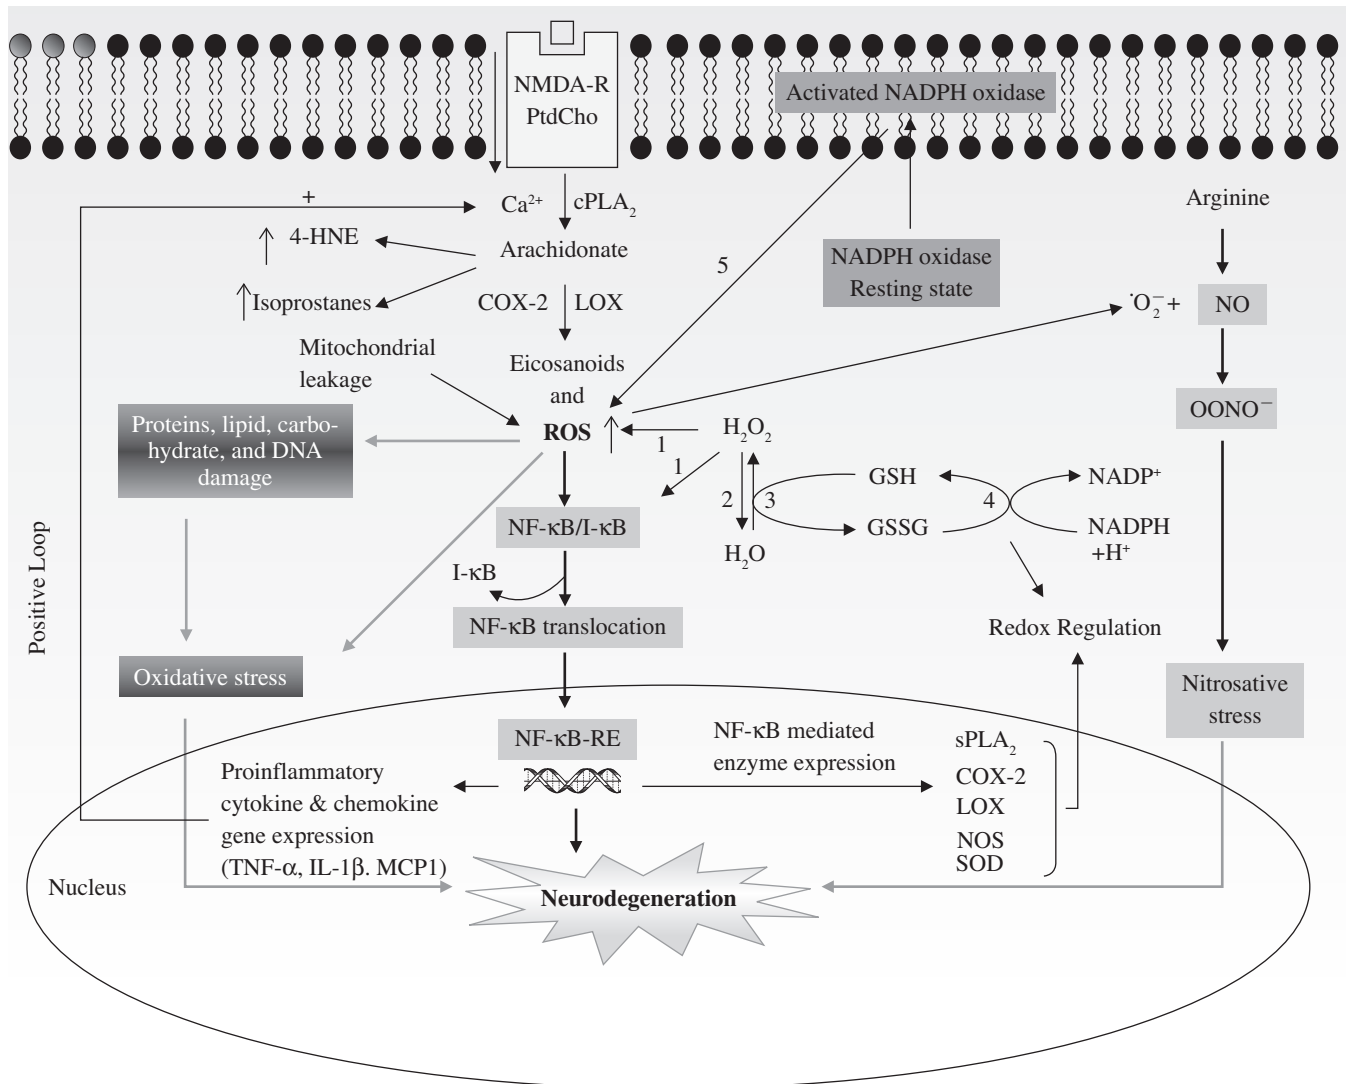 NMDA-R
PtdCho
Activated NADPH oxidase
+
Ca²⁺
cPLA₂
Arginine
4-HNE
Arachidonate
5
NADPH oxidase
Resting state
Isoprostanes
COX-2
LOX
˙O₂⁻ +
NO
Mitochondrial
leakage
Eicosanoids
and
ROS
OONO⁻
Proteins, lipid, carbo-
hydrate, and DNA
damage
H₂O₂
1
1
2
3
GSH
4
NADP⁺
NF-κB/I-κB
GSSG
NADPH
+H⁺
H₂O
I-κB
Positive Loop
NF-κB translocation
Redox Regulation
Oxidative stress
Nitrosative
stress
NF-κB-RE
NF-κB mediated
enzyme expression
sPLA₂
COX-2
LOX
NOS
SOD
Proinflammatory
cytokine & chemokine
gene expression
(TNF-α, IL-1β. MCP1)
Nucleus
Neurodegeneration